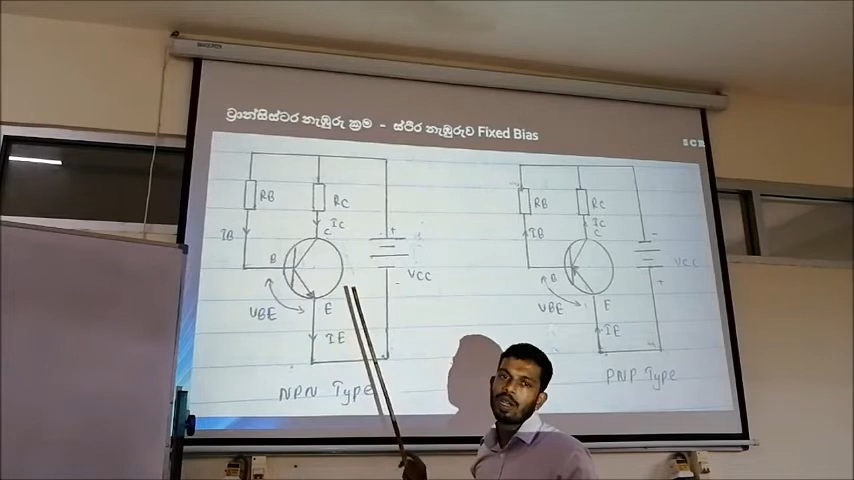 ට්‍රාන්සිස්ටර නැඹුරු ක්‍රම - ස්ථිර නැඹුරුව Fixed Bias
RB
RC
IC
IB
C
B
E
VBE
IE
+
-
VCC
NPN Type
RB
RC
IC
IB
C
B
E
VBE
IE
-
+
VCC
PNP Type